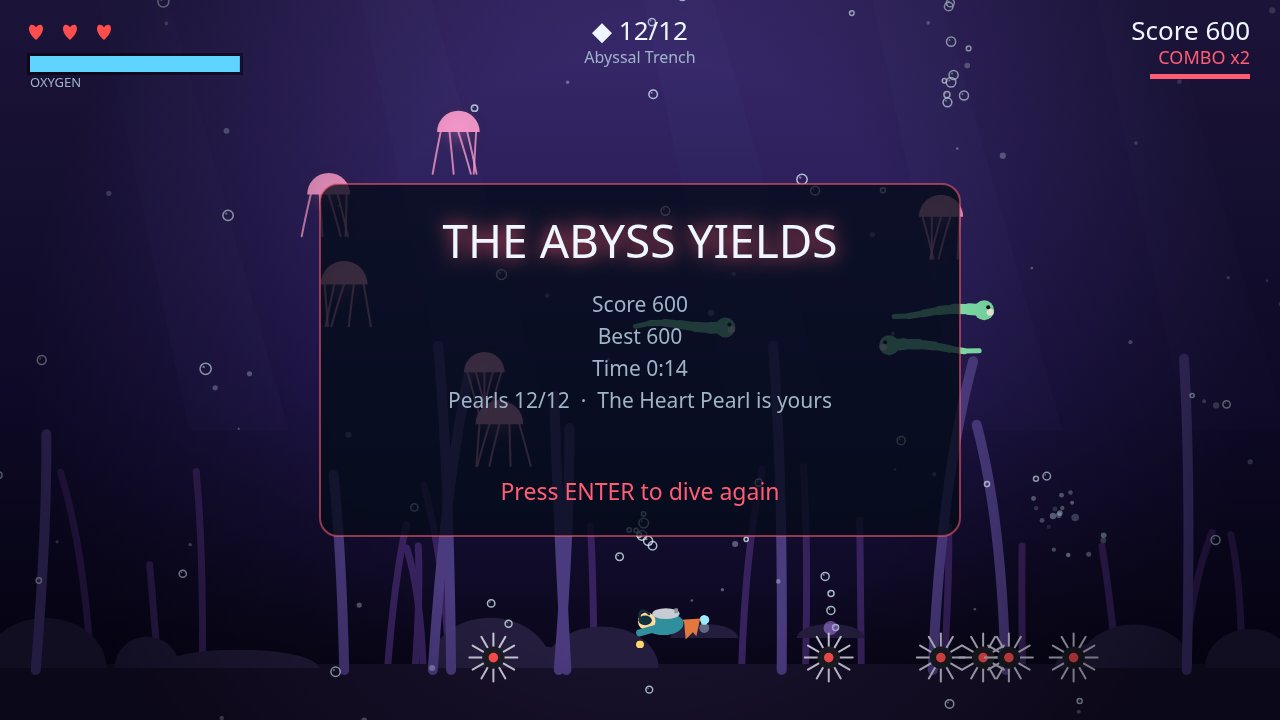 ◆ 12/12
Abyssal Trench
Score 600
COMBO x2
OXYGEN
THE ABYSS YIELDS
Score 600
Best 600
Time 0:14
Pearls 12/12 · The Heart Pearl is yours
Press ENTER to dive again